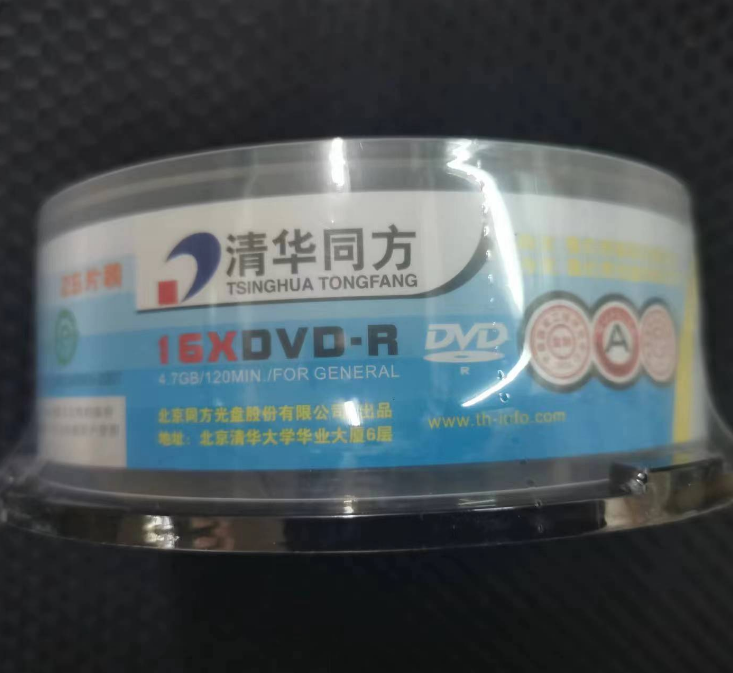 25片装
清华同方
TSINGHUA TONGFANG
16XDVD-R
DVD
R
4.7GB/120MIN./FOR GENERAL
北京同方光盘股份有限公司 出品
地址：北京清华大学华业大厦6层
www.th-info.com
A